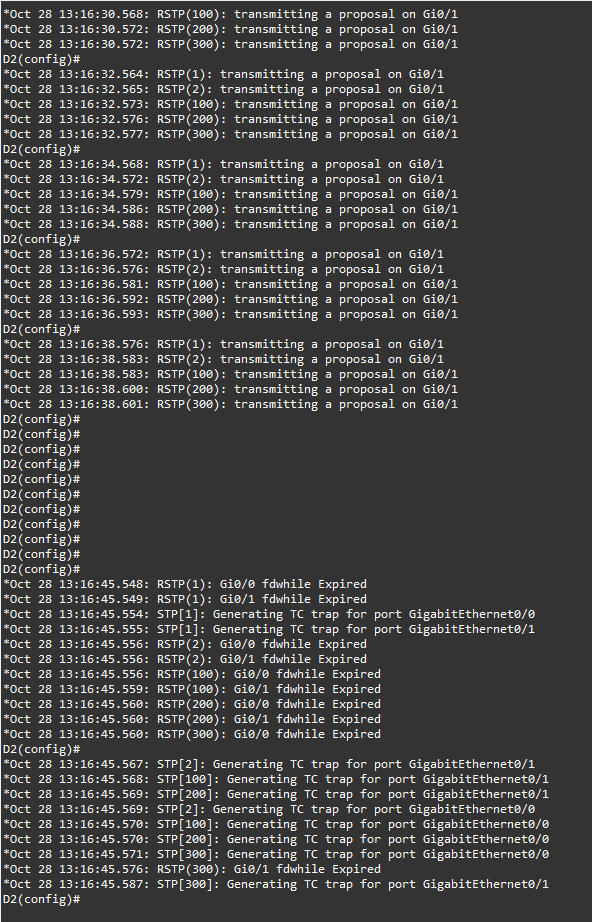 *Oct 28 13:16:30.568: RSTP(100): transmitting a proposal on Gi0/1
*Oct 28 13:16:30.572: RSTP(200): transmitting a proposal on Gi0/1
*Oct 28 13:16:30.572: RSTP(300): transmitting a proposal on Gi0/1
D2(config)#
*Oct 28 13:16:32.564: RSTP(1): transmitting a proposal on Gi0/1
*Oct 28 13:16:32.565: RSTP(2): transmitting a proposal on Gi0/1
*Oct 28 13:16:32.573: RSTP(100): transmitting a proposal on Gi0/1
*Oct 28 13:16:32.576: RSTP(200): transmitting a proposal on Gi0/1
*Oct 28 13:16:32.577: RSTP(300): transmitting a proposal on Gi0/1
D2(config)#
*Oct 28 13:16:34.568: RSTP(1): transmitting a proposal on Gi0/1
*Oct 28 13:16:34.572: RSTP(2): transmitting a proposal on Gi0/1
*Oct 28 13:16:34.579: RSTP(100): transmitting a proposal on Gi0/1
*Oct 28 13:16:34.586: RSTP(200): transmitting a proposal on Gi0/1
*Oct 28 13:16:34.588: RSTP(300): transmitting a proposal on Gi0/1
D2(config)#
*Oct 28 13:16:36.572: RSTP(1): transmitting a proposal on Gi0/1
*Oct 28 13:16:36.576: RSTP(2): transmitting a proposal on Gi0/1
*Oct 28 13:16:36.581: RSTP(100): transmitting a proposal on Gi0/1
*Oct 28 13:16:36.592: RSTP(200): transmitting a proposal on Gi0/1
*Oct 28 13:16:36.593: RSTP(300): transmitting a proposal on Gi0/1
D2(config)#
*Oct 28 13:16:38.576: RSTP(1): transmitting a proposal on Gi0/1
*Oct 28 13:16:38.583: RSTP(2): transmitting a proposal on Gi0/1
*Oct 28 13:16:38.583: RSTP(100): transmitting a proposal on Gi0/1
*Oct 28 13:16:38.600: RSTP(200): transmitting a proposal on Gi0/1
*Oct 28 13:16:38.601: RSTP(300): transmitting a proposal on Gi0/1
D2(config)#
D2(config)#
D2(config)#
D2(config)#
D2(config)#
D2(config)#
D2(config)#
D2(config)#
D2(config)#
D2(config)#
D2(config)#
*Oct 28 13:16:45.548: RSTP(1): Gi0/0 fdwhile Expired
*Oct 28 13:16:45.549: RSTP(1): Gi0/1 fdwhile Expired
*Oct 28 13:16:45.554: STP[1]: Generating TC trap for port GigabitEthernet0/0
*Oct 28 13:16:45.555: STP[1]: Generating TC trap for port GigabitEthernet0/1
*Oct 28 13:16:45.556: RSTP(2): Gi0/0 fdwhile Expired
*Oct 28 13:16:45.556: RSTP(2): Gi0/1 fdwhile Expired
*Oct 28 13:16:45.556: RSTP(100): Gi0/0 fdwhile Expired
*Oct 28 13:16:45.559: RSTP(100): Gi0/1 fdwhile Expired
*Oct 28 13:16:45.560: RSTP(200): Gi0/0 fdwhile Expired
*Oct 28 13:16:45.560: RSTP(200): Gi0/1 fdwhile Expired
*Oct 28 13:16:45.560: RSTP(300): Gi0/0 fdwhile Expired
D2(config)#
*Oct 28 13:16:45.567: STP[2]: Generating TC trap for port GigabitEthernet0/1
*Oct 28 13:16:45.568: STP[100]: Generating TC trap for port GigabitEthernet0/1
*Oct 28 13:16:45.569: STP[200]: Generating TC trap for port GigabitEthernet0/1
*Oct 28 13:16:45.569: STP[2]: Generating TC trap for port GigabitEthernet0/0
*Oct 28 13:16:45.570: STP[100]: Generating TC trap for port GigabitEthernet0/0
*Oct 28 13:16:45.570: STP[200]: Generating TC trap for port GigabitEthernet0/0
*Oct 28 13:16:45.571: STP[300]: Generating TC trap for port GigabitEthernet0/0
*Oct 28 13:16:45.576: RSTP(300): Gi0/1 fdwhile Expired
*Oct 28 13:16:45.587: STP[300]: Generating TC trap for port GigabitEthernet0/1
D2(config)#